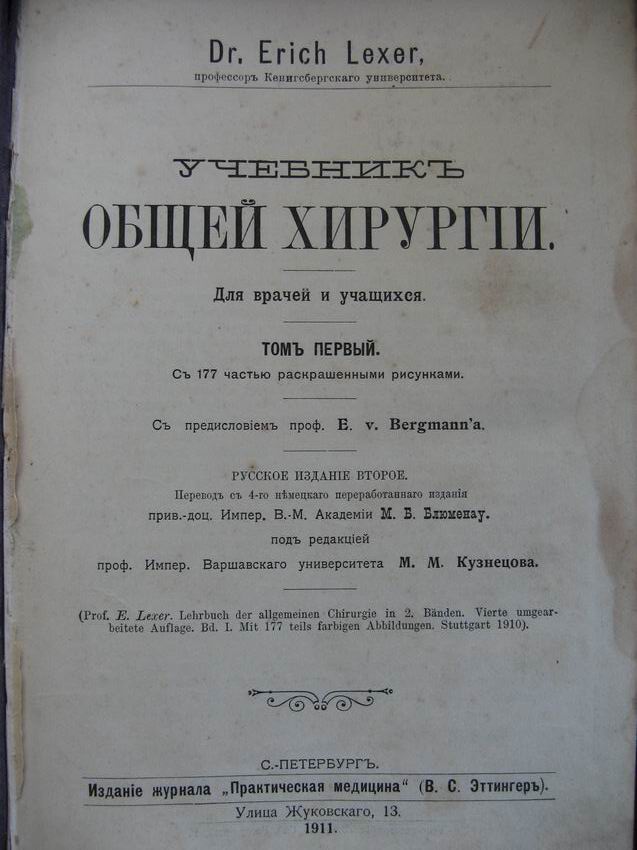 Dr. Erich Lexer,
профессоръ Кенигсбергскаго университета.
УЧЕБНИКЪ
ОБЩЕЙ ХИРУРГІИ.
Для врачей и учащихся.
ТОМЪ ПЕРВЫЙ.
Съ 177 частью раскрашенными рисунками.
Съ предисловіемъ проф. E. v. Bergmann'a.
РУССКОЕ ИЗДАНІЕ ВТОРОЕ.
Переводъ съ 4-го нѣмецкаго переработаннаго изданія
прив.-доц. Импер. В.-М. Академіи М. Б. Блюменау.
подъ редакціей
проф. Импер. Варшавскаго университета М. М. Кузнецова.
(Prof. E. Lexer. Lehrbuch der allgemeinen Chirurgie in 2. Bänden. Vierte umgear-
beitete Auflage. Bd. I. Mit 177 teils farbigen Abbildungen. Stuttgart 1910).
С.-ПЕТЕРБУРГЪ.
Изданіе журнала „Практическая медицина“ (В. С. Эттингеръ).
Улица Жуковскаго, 13.
1911.